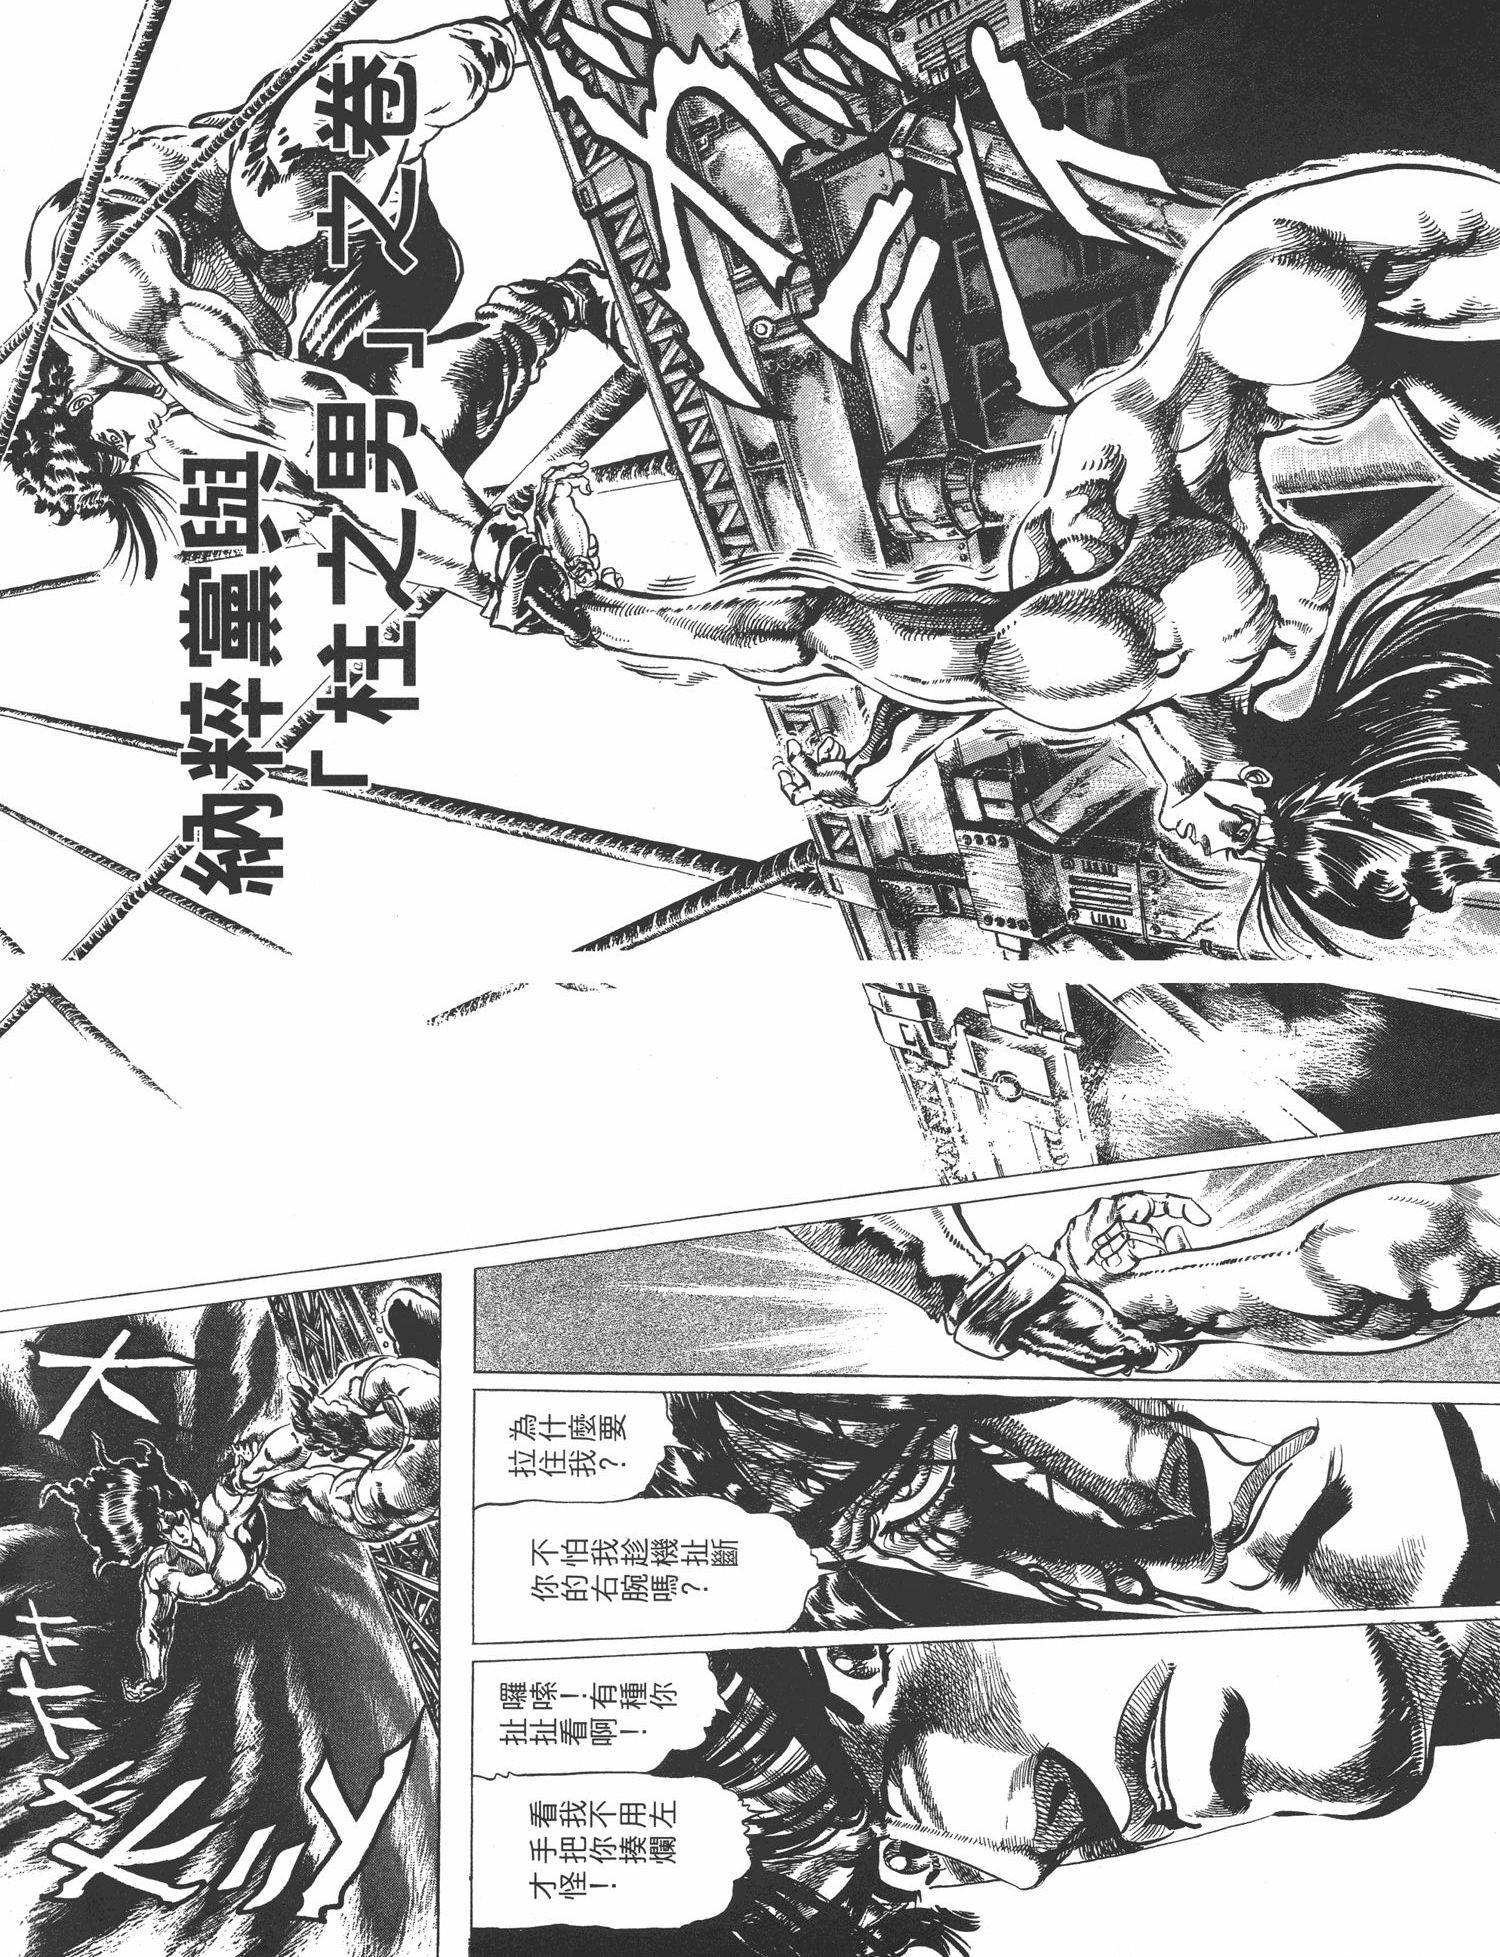 納粹黨與
「柱之男」之卷
為什麼要
拉住我?
不怕我趁機扯斷
你的右腕嗎?
囉嗦!有種你
扯扯看啊!
看我不用左
手把你揍爛
才怪!